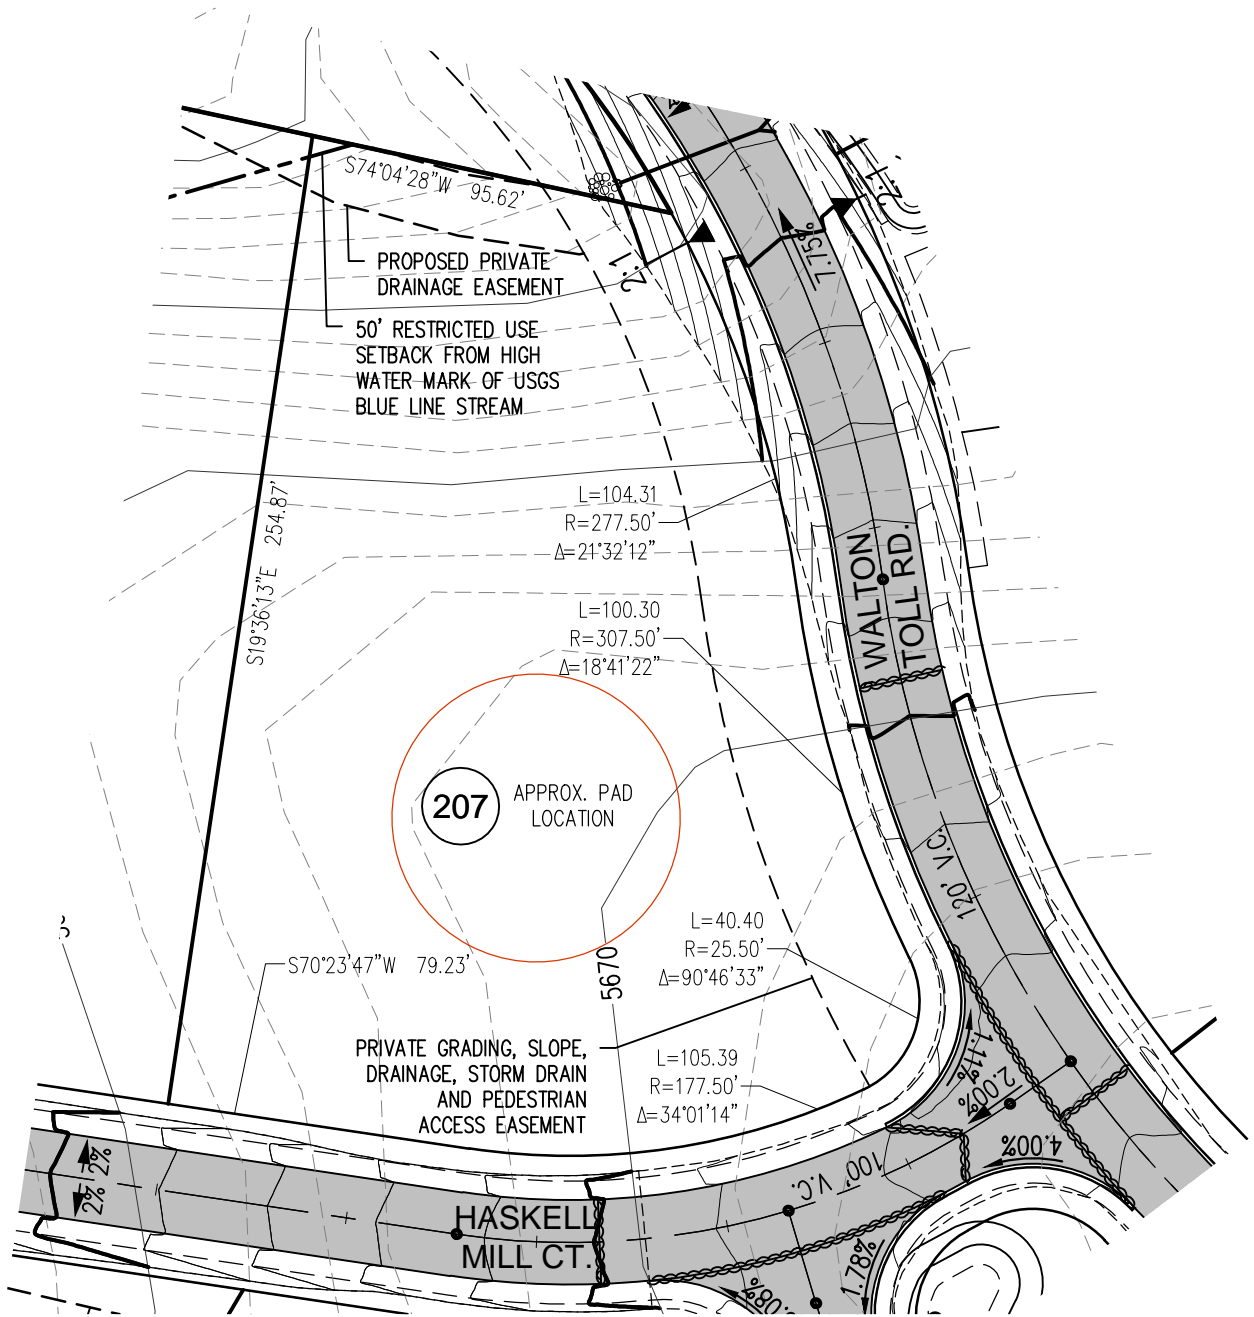 S74°04'28"W 95.62'
2:1
7.75%
2:1
PROPOSED PRIVATE
DRAINAGE EASEMENT
50' RESTRICTED USE
SETBACK FROM HIGH
WATER MARK OF USGS
BLUE LINE STREAM
S19°36'13"E 254.87'
L=104.31
R=277.50'
Δ=21°32'12"
L=100.30
R=307.50'
Δ=18°41'22"
WALTON
TOLL RD.
207
APPROX. PAD
LOCATION
120' V.C.
L=40.40
R=25.50'
Δ=90°46'33"
S70°23'47"W 79.23'
5670
PRIVATE GRADING, SLOPE,
DRAINAGE, STORM DRAIN
AND PEDESTRIAN
ACCESS EASEMENT
L=105.39
R=177.50'
Δ=34°01'14"
1.11%
2.00%
4.00%
2% 2%
100' V.C.
HASKELL
MILL CT.
1.78%